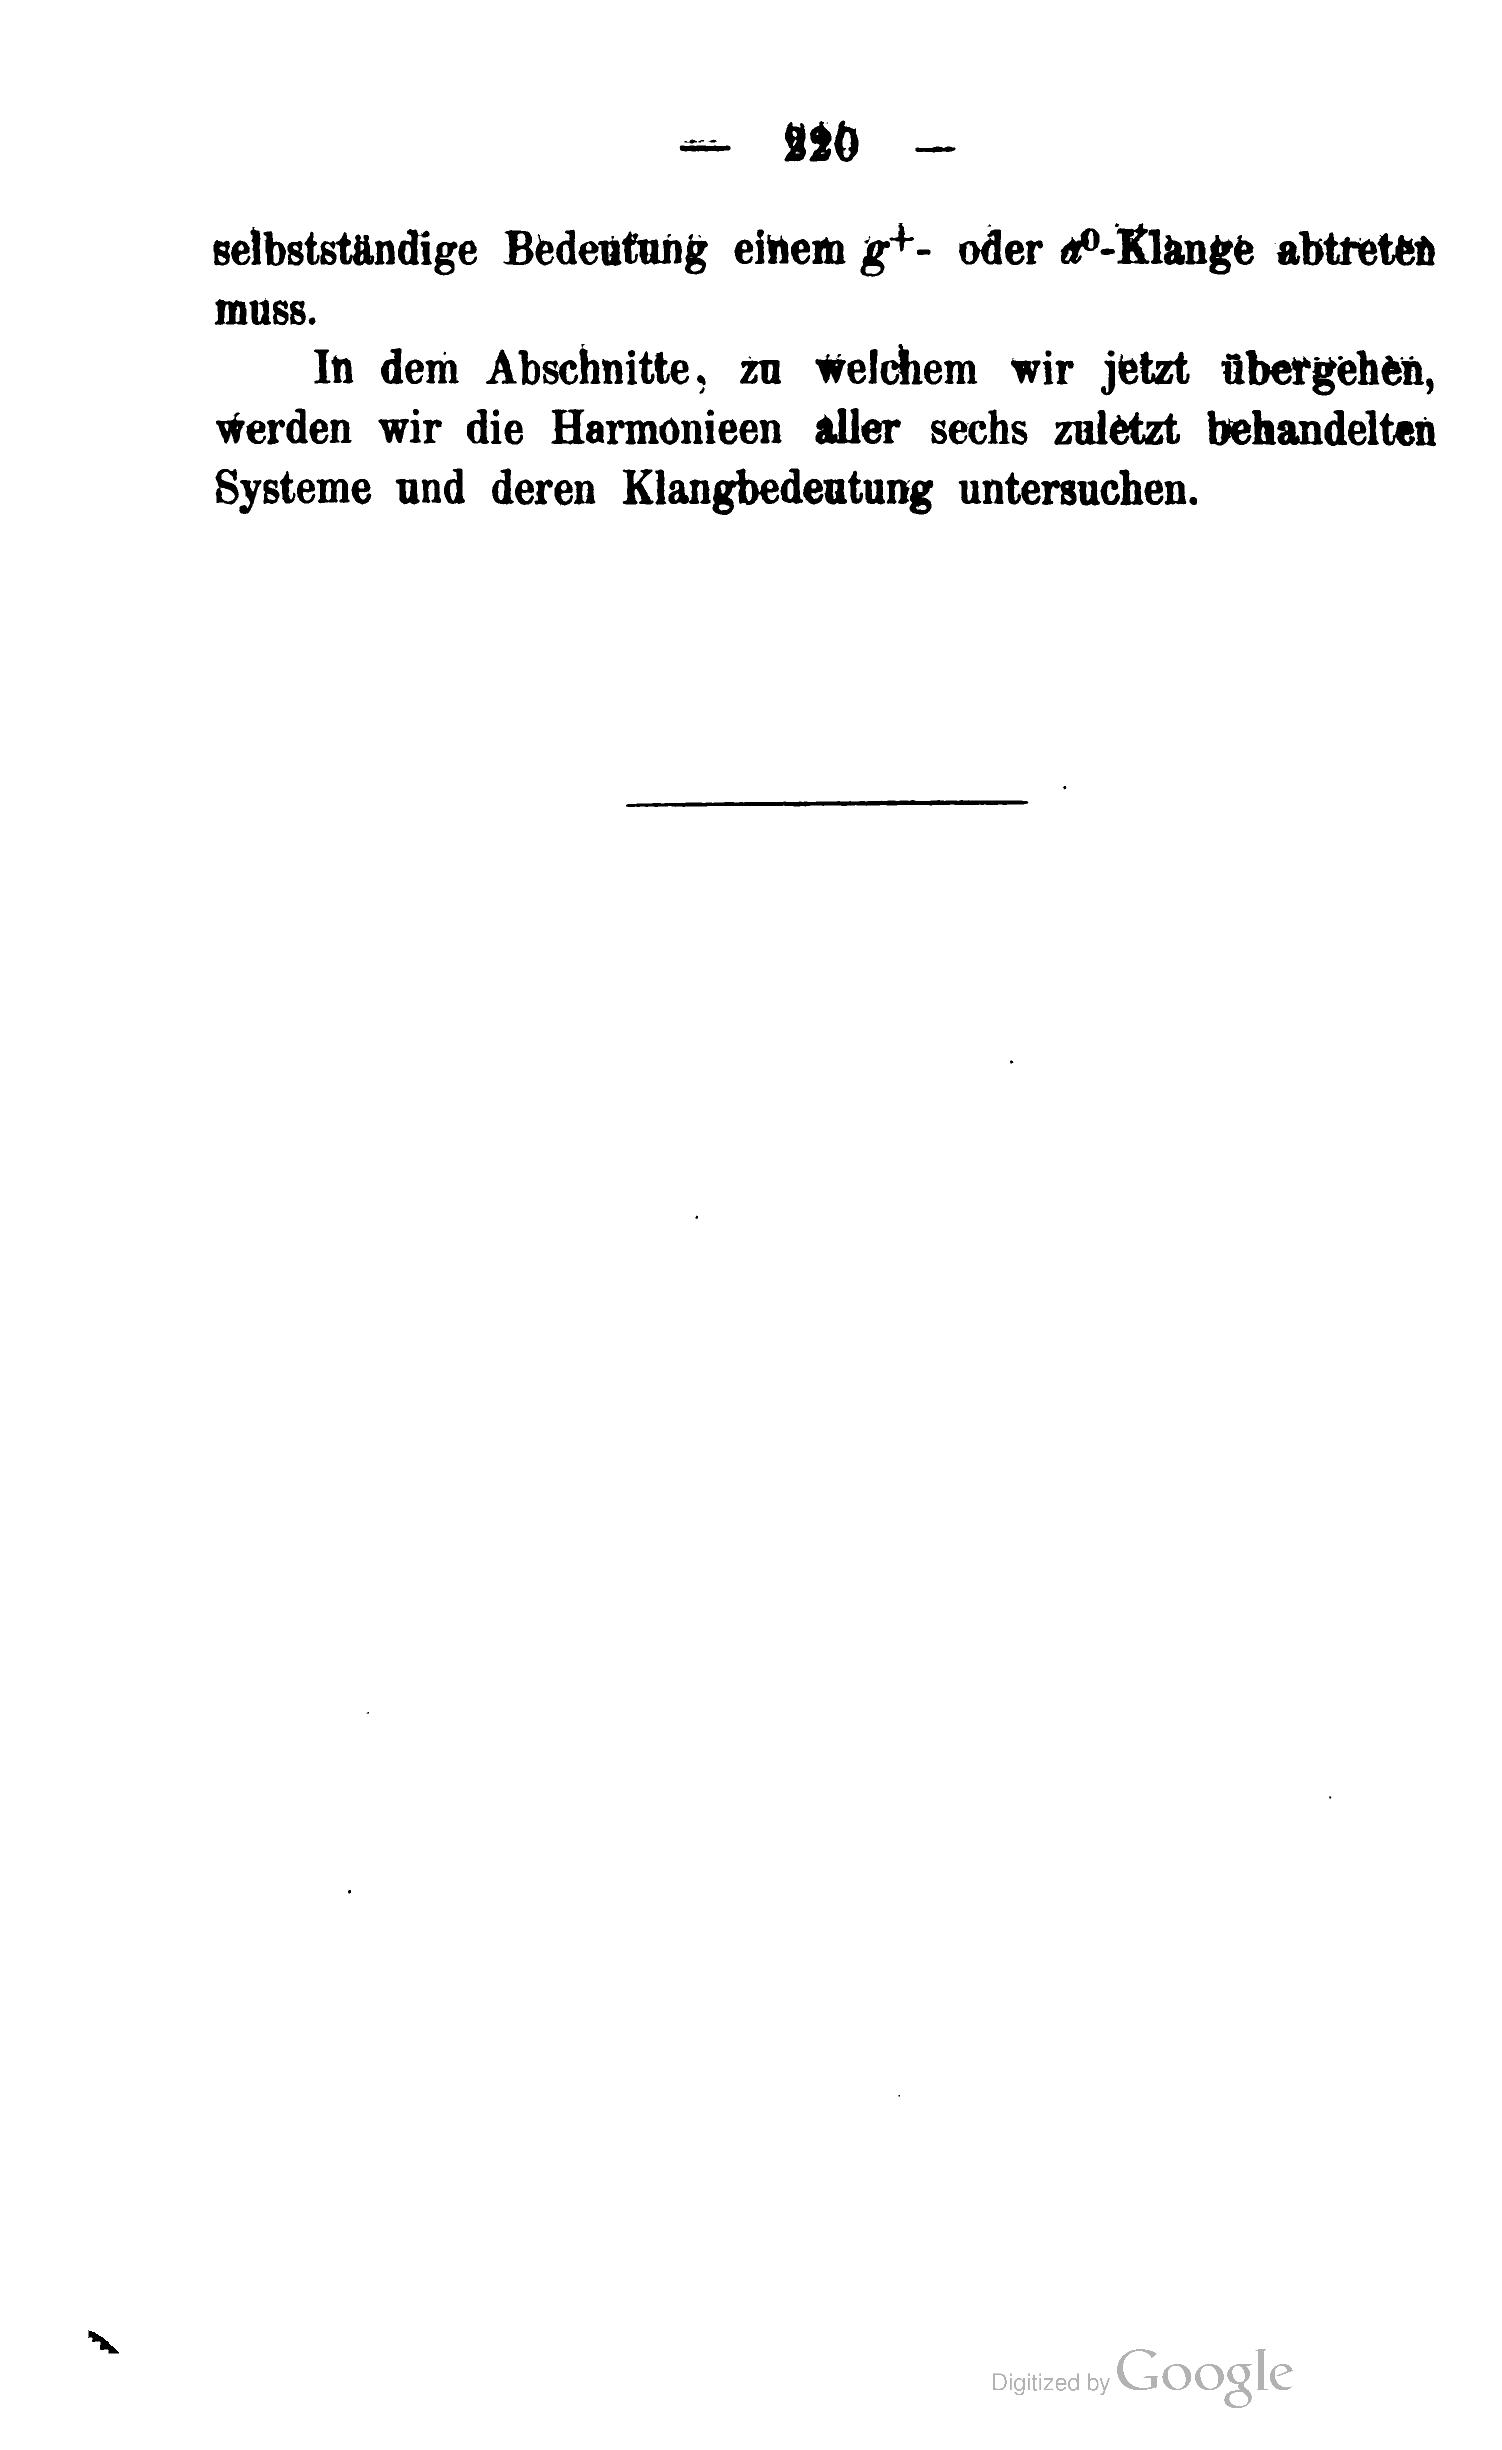 — 220 —
selbstständige Bedeutung einem g⁺- oder a⁰-Klange abtreten
muss.
In dem Abschnitte, zu welchem wir jetzt übergehen,
werden wir die Harmonieen aller sechs zuletzt behandelten
Systeme und deren Klangbedeutung untersuchen.
Digitized by Google